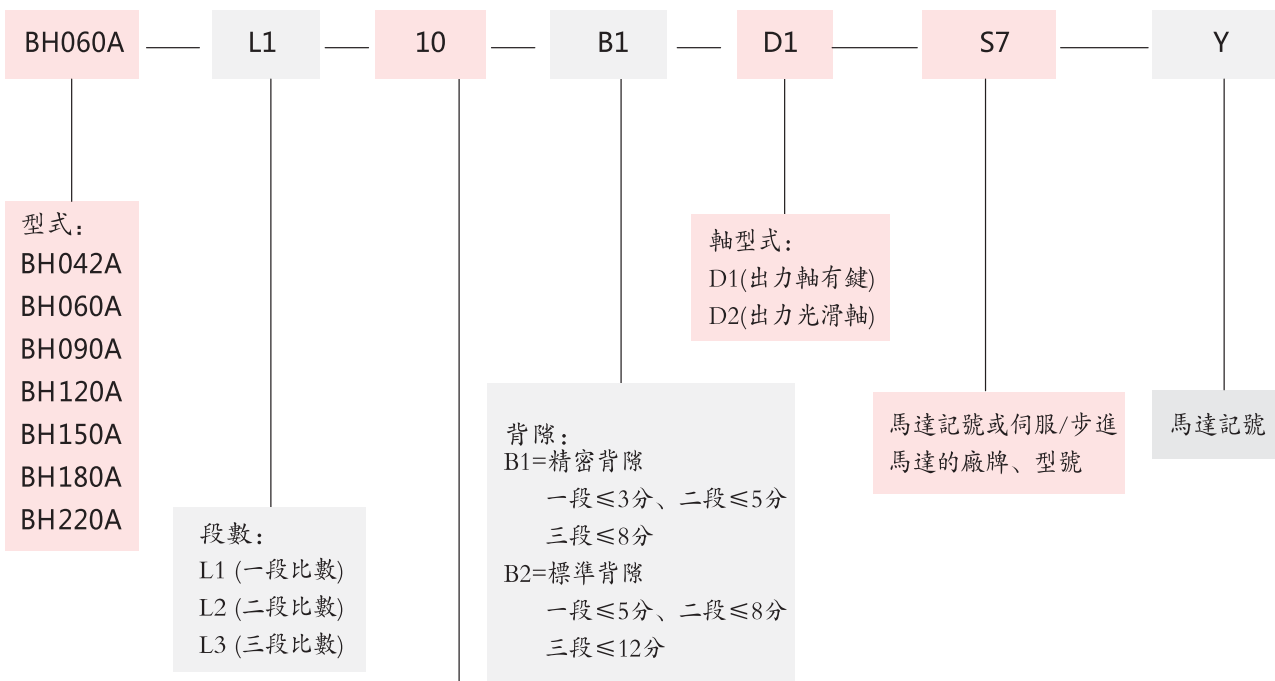 BH060A — L1 — 10 — B1 — D1 — S7 — Y
型式：
BH042A
BH060A
BH090A
BH120A
BH150A
BH180A
BH220A
段數：
L1 (一段比數)
L2 (二段比數)
L3 (三段比數)
背隙：
B1=精密背隙
一段≤3分、二段≤5分
三段≤8分
B2=標準背隙
一段≤5分、二段≤8分
三段≤12分
軸型式：
D1(出力軸有鍵)
D2(出力光滑軸)
馬達記號或伺服/步進
馬達的廠牌、型號
馬達記號